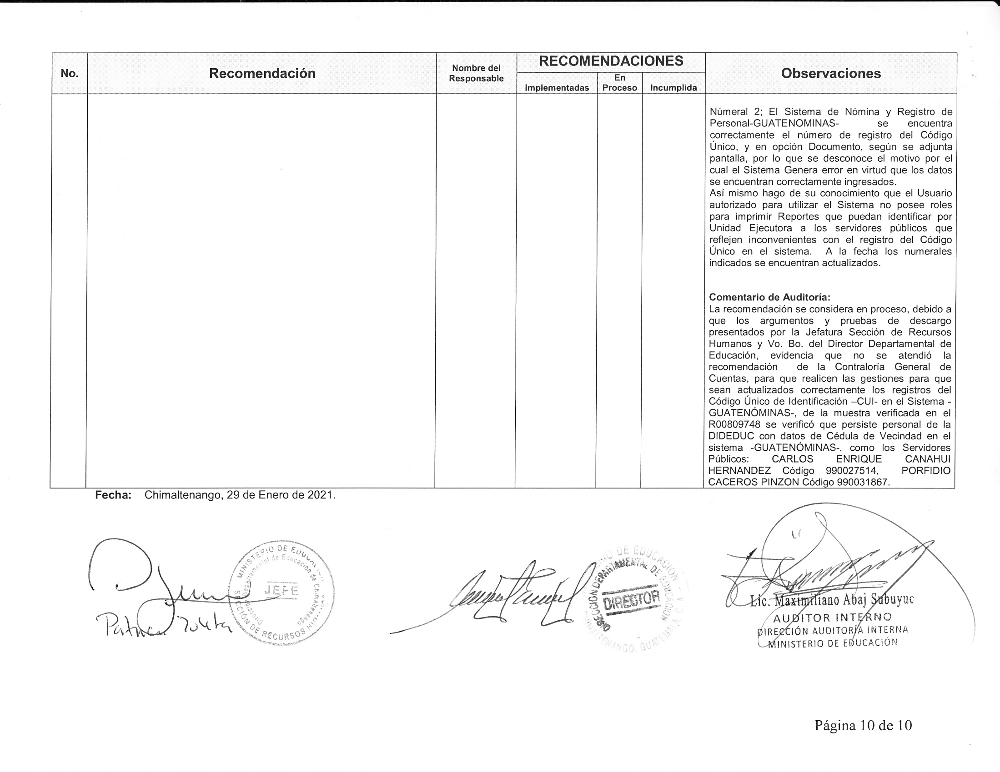 No.
Recomendación
Nombre del
Responsable
RECOMENDACIONES
Implementadas
En
Proceso
Incumplida
Observaciones
Númeral 2; El Sistema de Nómina y Registro de
Personal-GUATENOMINAS- se encuentra
correctamente el número de registro del Código
Único, y en opción Documento, según se adjunta
pantalla, por lo que se desconoce el motivo por el
cual el Sistema Genera error en virtud que los datos
se encuentran correctamente ingresados.
Así mismo hago de su conocimiento que el Usuario
autorizado para utilizar el Sistema no posee roles
para imprimir Reportes que puedan identificar por
Unidad Ejecutora a los servidores públicos que
reflejen inconvenientes con el registro del Código
Único en el sistema. A la fecha los numerales
indicados se encuentran actualizados.
Comentario de Auditoría:
La recomendación se considera en proceso, debido a
que los argumentos y pruebas de descargo
presentados por la Jefatura Sección de Recursos
Humanos y Vo. Bo. del Director Departamental de
Educación, evidencia que no se atendió la
recomendación de la Contraloría General de
Cuentas, para que realicen las gestiones para que
sean actualizados correctamente los registros del
Código Único de Identificación –CUI- en el Sistema -
GUATENÓMINAS-, de la muestra verificada en el
R00809748 se verificó que persiste personal de la
DIDEDUC con datos de Cédula de Vecindad en el
sistema -GUATENÓMINAS-, como los Servidores
Públicos: CARLOS ENRIQUE CANAHUI
HERNANDEZ Código 990027514, PORFIDIO
CACEROS PINZON Código 990031867.
Fecha: Chimaltenango, 29 de Enero de 2021.
MINISTERIO DE EDUCACIÓN
Departamental de Educación de Chimaltenango
JEFE
SECCIÓN DE RECURSOS
DE EDUCACION
DIRECCION DEPARTAMENTAL DE EDUCACION
DIRECTOR
CHIMALTENANGO, GUATEMALA, C. A.
Lic. Maximiliano Abaj Subuyuc
AUDITOR INTERNO
DIRECCIÓN AUDITORÍA INTERNA
MINISTERIO DE EDUCACIÓN
Página 10 de 10